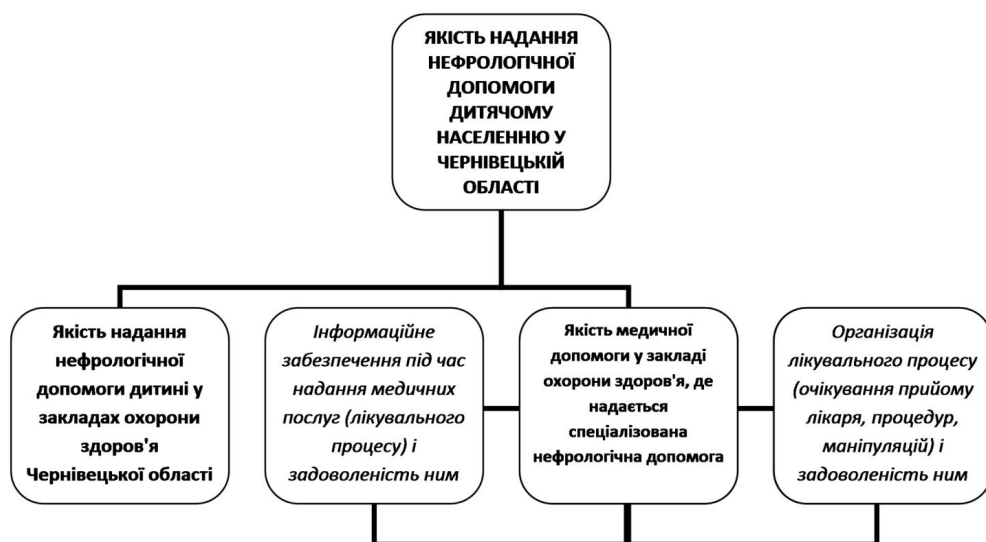 ЯКІСТЬ НАДАННЯ
НЕФРОЛОГІЧНОЇ
ДОПОМОГИ
ДИТЯЧОМУ
НАСЕЛЕННЮ У
ЧЕРНІВЕЦЬКІЙ
ОБЛАСТІ
Якість надання
нефрологічної
допомоги дитині у
закладах охорони
здоров'я
Чернівецької області
Інформаційне
забезпечення під час
надання медичних
послуг (лікувального
процесу) і
задоволеність ним
Якість медичної
допомоги у закладі
охорони здоров'я, де
надається
спеціалізована
нефрологічна допомога
Організація
лікувального процесу
(очікування прийому
лікаря, процедур,
маніпуляцій) і
задоволеність ним